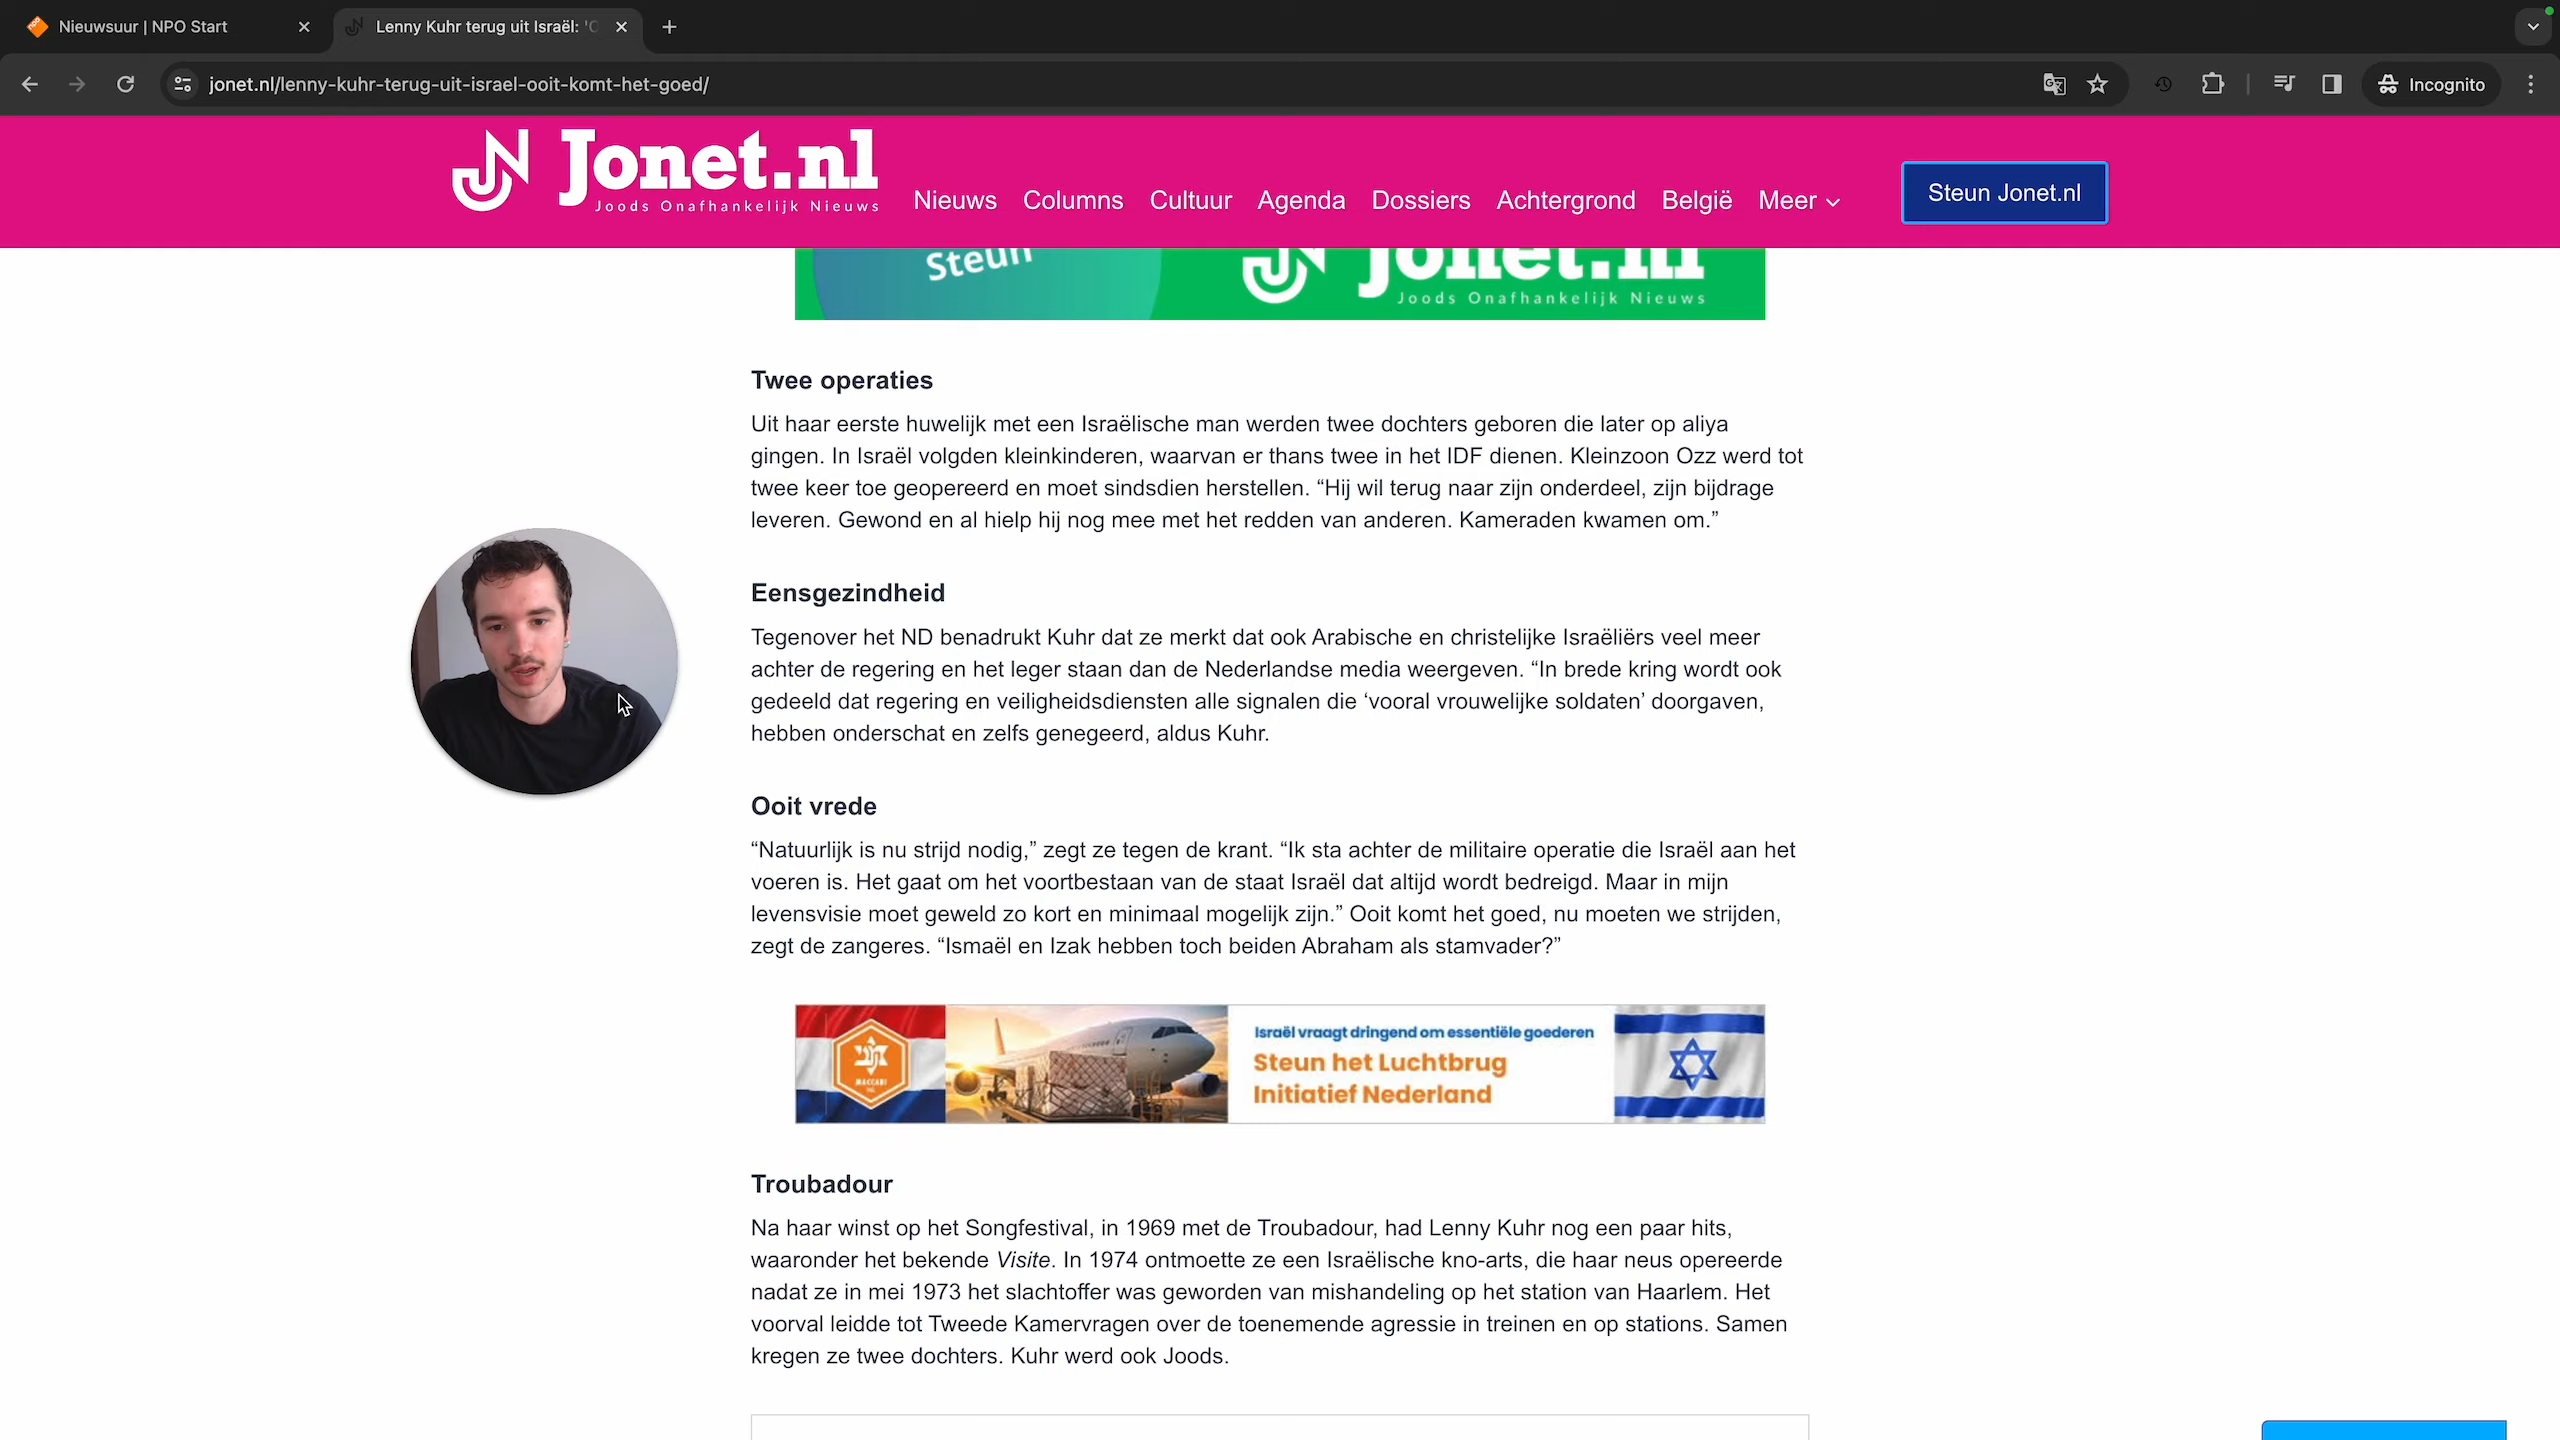 Nieuwsuur | NPO Start
Lenny Kuhr terug uit Israël: 'O
jonet.nl/lenny-kuhr-terug-uit-israel-ooit-komt-het-goed/
Incognito
Jonet.nl
Joods Onafhankelijk Nieuws
Nieuws Columns Cultuur Agenda Dossiers Achtergrond België Meer
Steun Jonet.nl
Steun
Jonet.nl
Joods Onafhankelijk Nieuws
Twee operaties
Uit haar eerste huwelijk met een Israëlische man werden twee dochters geboren die later op aliya
gingen. In Israël volgden kleinkinderen, waarvan er thans twee in het IDF dienen. Kleinzoon Ozz werd tot
twee keer toe geopereerd en moet sindsdien herstellen. “Hij wil terug naar zijn onderdeel, zijn bijdrage
leveren. Gewond en al hielp hij nog mee met het redden van anderen. Kameraden kwamen om.”
Eensgezindheid
Tegenover het ND benadrukt Kuhr dat ze merkt dat ook Arabische en christelijke Israëliërs veel meer
achter de regering en het leger staan dan de Nederlandse media weergeven. “In brede kring wordt ook
gedeeld dat regering en veiligheidsdiensten alle signalen die ‘vooral vrouwelijke soldaten’ doorgaven,
hebben onderschat en zelfs genegeerd, aldus Kuhr.
Ooit vrede
“Natuurlijk is nu strijd nodig,” zegt ze tegen de krant. “Ik sta achter de militaire operatie die Israël aan het
voeren is. Het gaat om het voortbestaan van de staat Israël dat altijd wordt bedreigd. Maar in mijn
levensvisie moet geweld zo kort en minimaal mogelijk zijn.” Ooit komt het goed, nu moeten we strijden,
zegt de zangeres. “Ismaël en Izak hebben toch beiden Abraham als stamvader?”
MACCABI
Israël vraagt dringend om essentiële goederen
Steun het Luchtbrug
Initiatief Nederland
Troubadour
Na haar winst op het Songfestival, in 1969 met de Troubadour, had Lenny Kuhr nog een paar hits,
waaronder het bekende Visite. In 1974 ontmoette ze een Israëlische kno-arts, die haar neus opereerde
nadat ze in mei 1973 het slachtoffer was geworden van mishandeling op het station van Haarlem. Het
voorval leidde tot Tweede Kamervragen over de toenemende agressie in treinen en op stations. Samen
kregen ze twee dochters. Kuhr werd ook Joods.